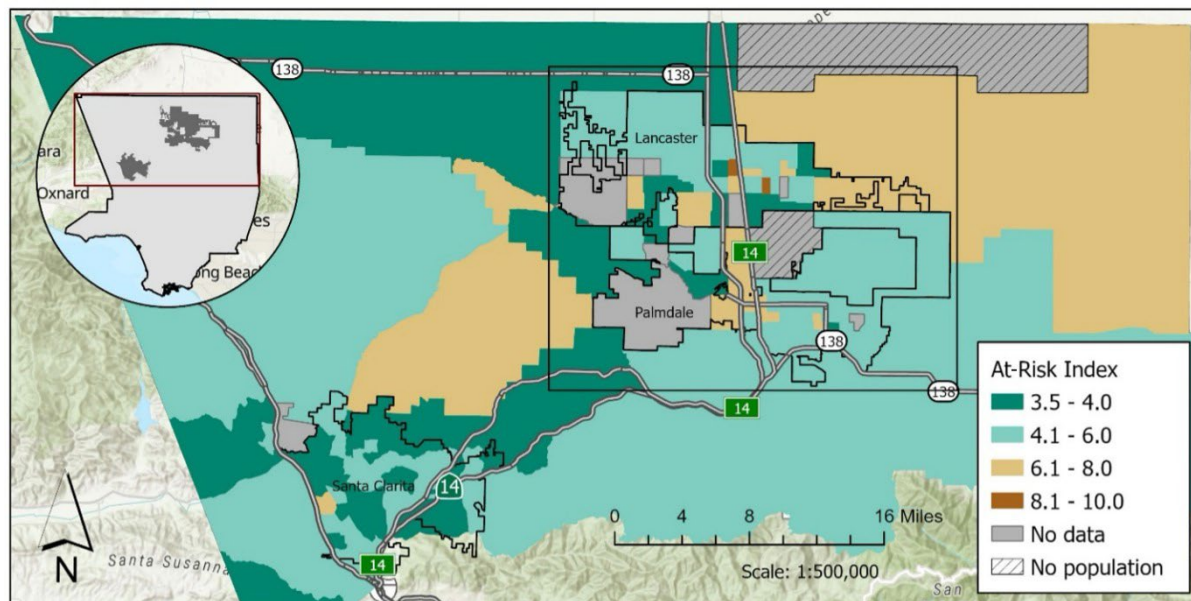 138
138
Lancaster
ara
Oxnard
es
ong Beach
14
Palmdale
138
138
14
At-Risk Index
3.5 - 4.0
4.1 - 6.0
6.1 - 8.0
8.1 - 10.0
No data
No population
Santa Clarita
14
0 4 8 16 Miles
N
Santa Susanna
14
Scale: 1:500,000
San